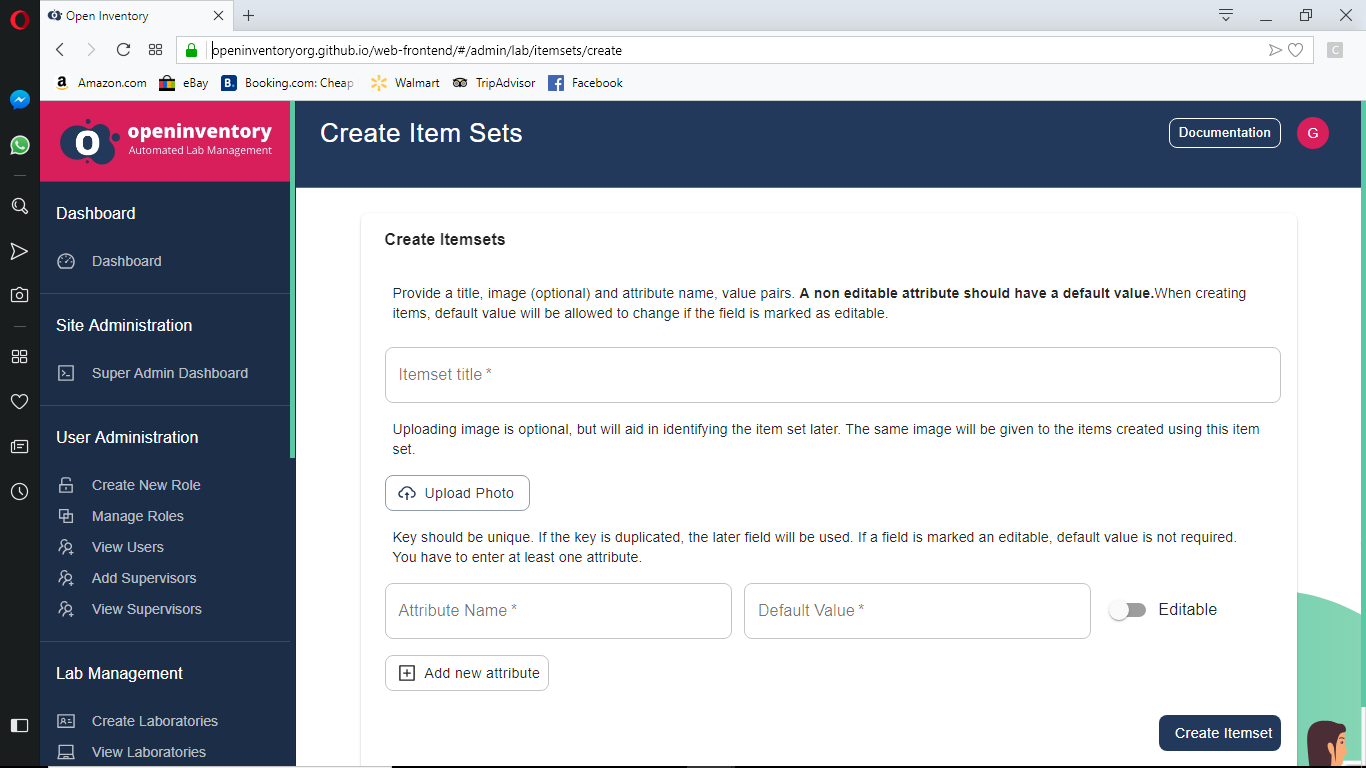 Open Inventory
openinventoryorg.github.io/web-frontend/#/admin/lab/itemsets/create
C
a Amazon.com
eBay
B. Booking.com: Cheap
Walmart
TripAdvisor
f Facebook
openinventory
Automated Lab Management
Create Item Sets
Documentation
G
Dashboard
Dashboard
Site Administration
Super Admin Dashboard
User Administration
Create New Role
Manage Roles
View Users
Add Supervisors
View Supervisors
Lab Management
Create Laboratories
View Laboratories
Create Itemsets
Provide a title, image (optional) and attribute name, value pairs. A non editable attribute should have a default value.When creating
items, default value will be allowed to change if the field is marked as editable.
Itemset title *
Uploading image is optional, but will aid in identifying the item set later. The same image will be given to the items created using this item
set.
Upload Photo
Key should be unique. If the key is duplicated, the later field will be used. If a field is marked an editable, default value is not required.
You have to enter at least one attribute.
Attribute Name *
Default Value *
Editable
Add new attribute
Create Itemset